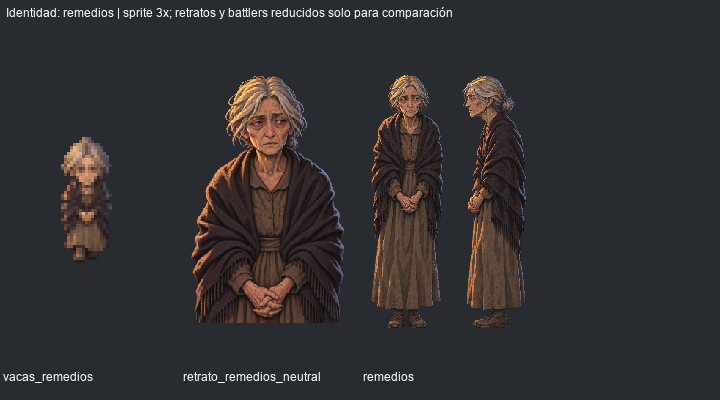 Identidad: remedios | sprite 3x; retratos y battlers reducidos solo para comparación
vacas_remedios
retrato_remedios_neutral
remedios